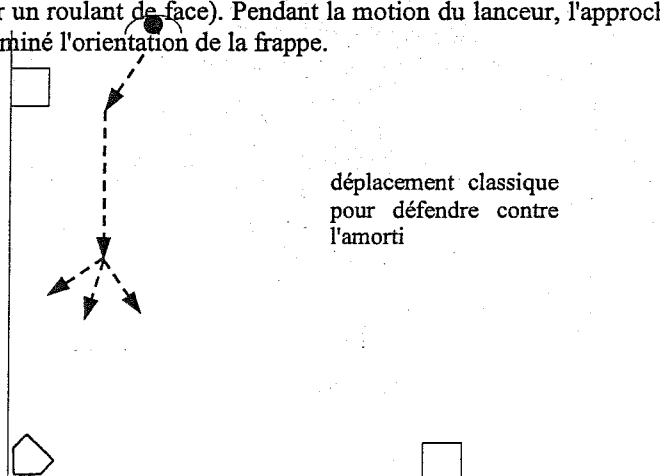 r un roulant de face). Pendant la motion du lanceur, l'approch
miné l'orientation de la frappe.
déplacement classique
pour défendre contre
l'amorti